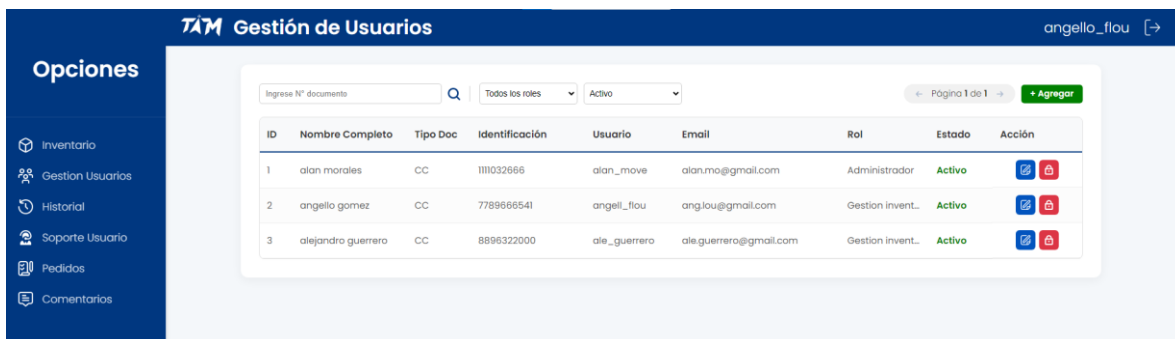 TAM Gestión de Usuarios angello_flou
Opciones
Inventario
Gestion Usuarios
Historial
Soporte Usuario
Pedidos
Comentarios
Ingrese N° documento Todos los roles Activo ← Página 1 de 1 → + Agregar
ID Nombre Completo Tipo Doc Identificación Usuario Email Rol Estado Acción
1 alan morales CC 1111032666 alan_move alan.mo@gmail.com Administrador Activo
2 angello gomez CC 7789666541 angell_flou ang.lou@gmail.com Gestion invent... Activo
3 alejandro guerrero CC 8896322000 ale_guerrero ale.guerrero@gmail.com Gestion invent... Activo